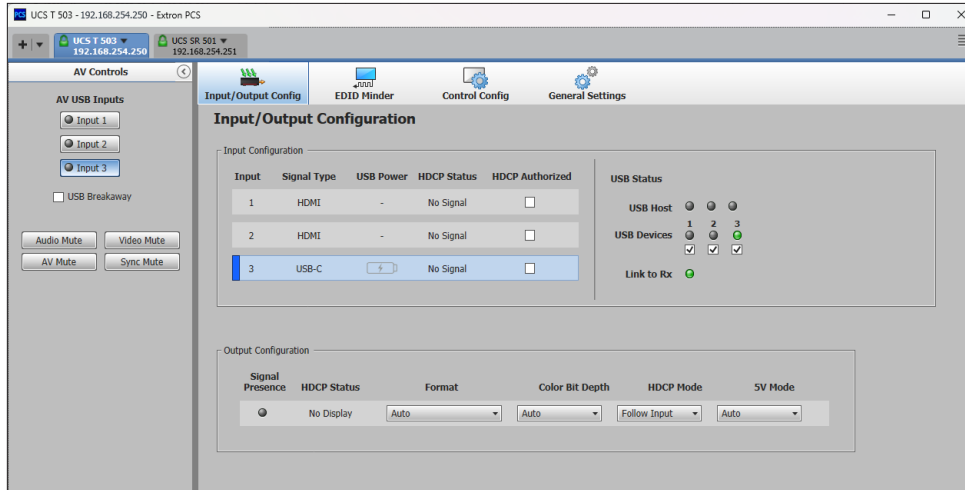 PCS UCS T 503 - 192.168.254.250 - Extron PCS
UCS T 503
192.168.254.250
UCS SR 501
192.168.254.251
AV Controls
AV USB Inputs
Input 1
Input 2
Input 3
USB Breakaway
Audio Mute Video Mute
AV Mute Sync Mute
Input/Output Config EDID Minder Control Config General Settings
Input/Output Configuration
Input Configuration
Input Signal Type USB Power HDCP Status HDCP Authorized
1 HDMI - No Signal
2 HDMI - No Signal
3 USB-C No Signal
USB Status
USB Host
1 2 3
USB Devices
Link to Rx
Output Configuration
Signal
Presence HDCP Status Format Color Bit Depth HDCP Mode 5V Mode
No Display Auto Auto Follow Input Auto